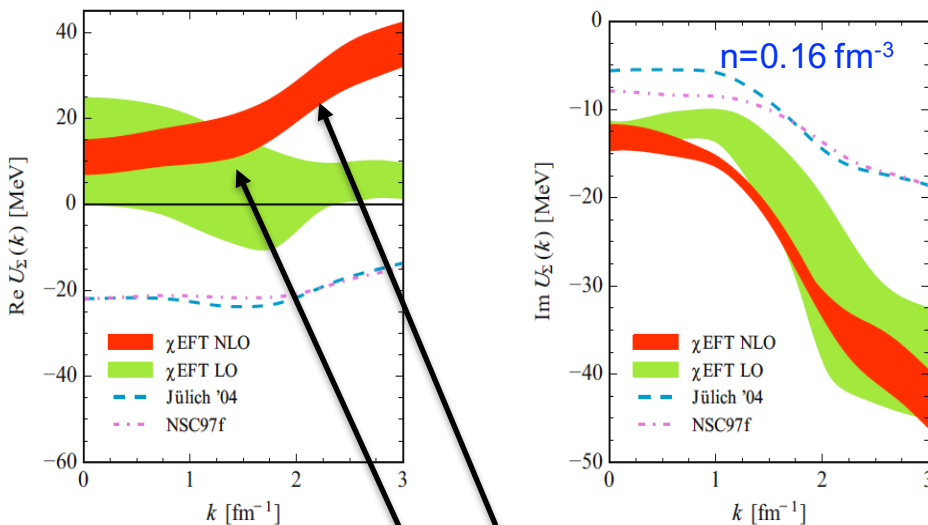 40
20
0
−20
−40
−60
Re U_Σ(k) [MeV]
χEFT NLO
χEFT LO
Jülich ’04
NSC97f
0
1
2
3
k [fm⁻¹]
n=0.16 fm⁻³
0
−10
−20
−30
−40
−50
Im U_Σ(k) [MeV]
χEFT NLO
χEFT LO
Jülich ’04
NSC97f
0
1
2
3
k [fm⁻¹]